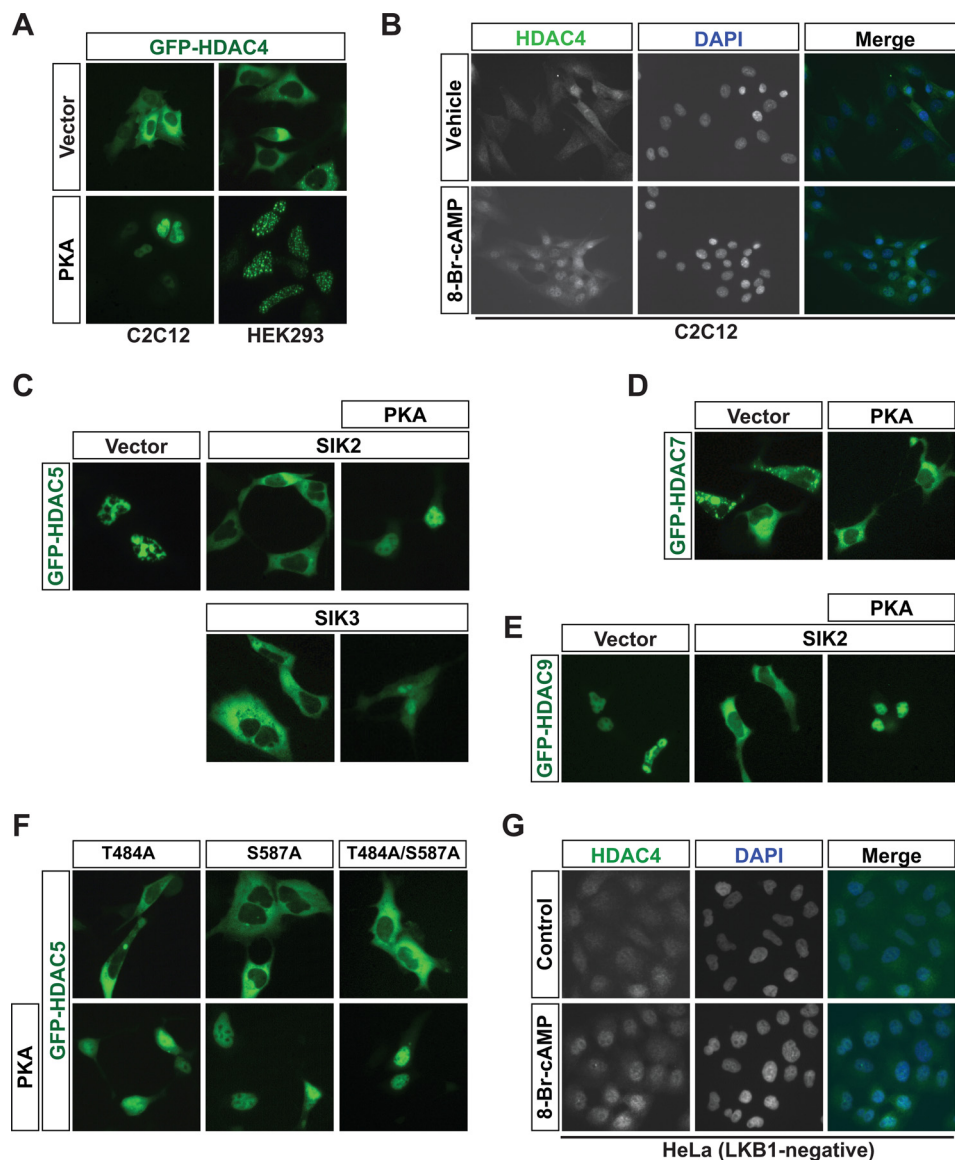 A
GFP-HDAC4
Vector
PKA
C2C12 HEK293
B
HDAC4 DAPI Merge
Vehicle
8-Br-cAMP
C2C12
C
PKA
Vector SIK2
GFP-HDAC5
SIK3
D
Vector PKA
GFP-HDAC7
E
PKA
Vector SIK2
GFP-HDAC9
F
T484A S587A T484A/S587A
GFP-HDAC5
PKA
G
HDAC4 DAPI Merge
Control
8-Br-cAMP
HeLa (LKB1-negative)